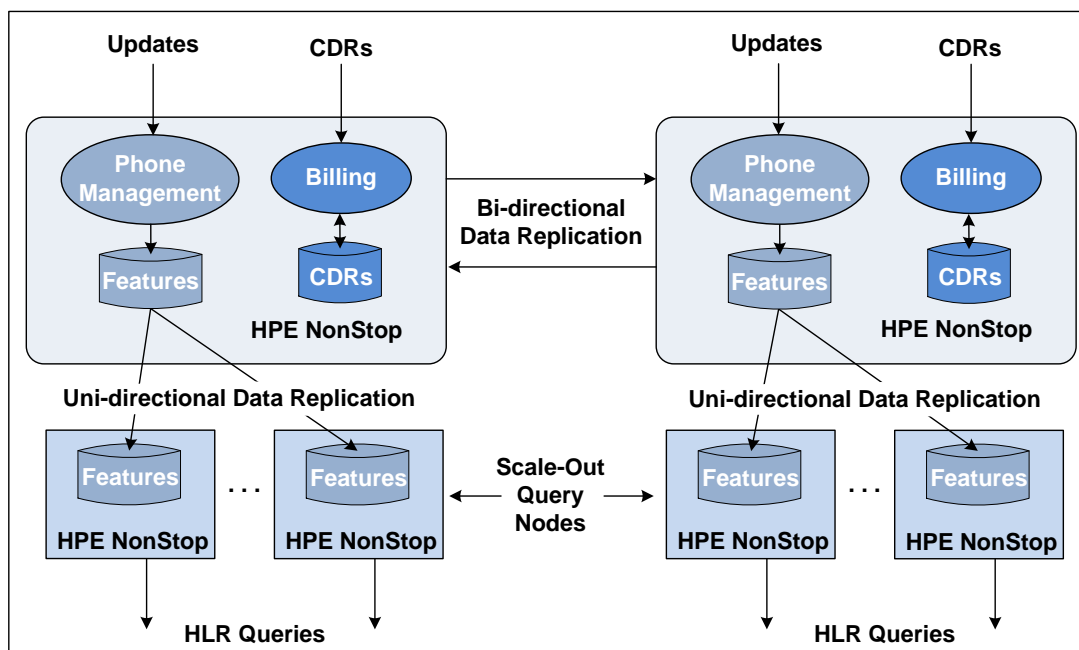 Updates
CDRs
Updates
CDRs
Phone
Management
Billing
Features
CDRs
HPE NonStop
Bi-directional
Data Replication
Phone
Management
Billing
Features
CDRs
HPE NonStop
Uni-directional Data Replication
Uni-directional Data Replication
Features
. . .
Features
HPE NonStop
HPE NonStop
Scale-Out
Query
Nodes
Features
. . .
Features
HPE NonStop
HPE NonStop
HLR Queries
HLR Queries